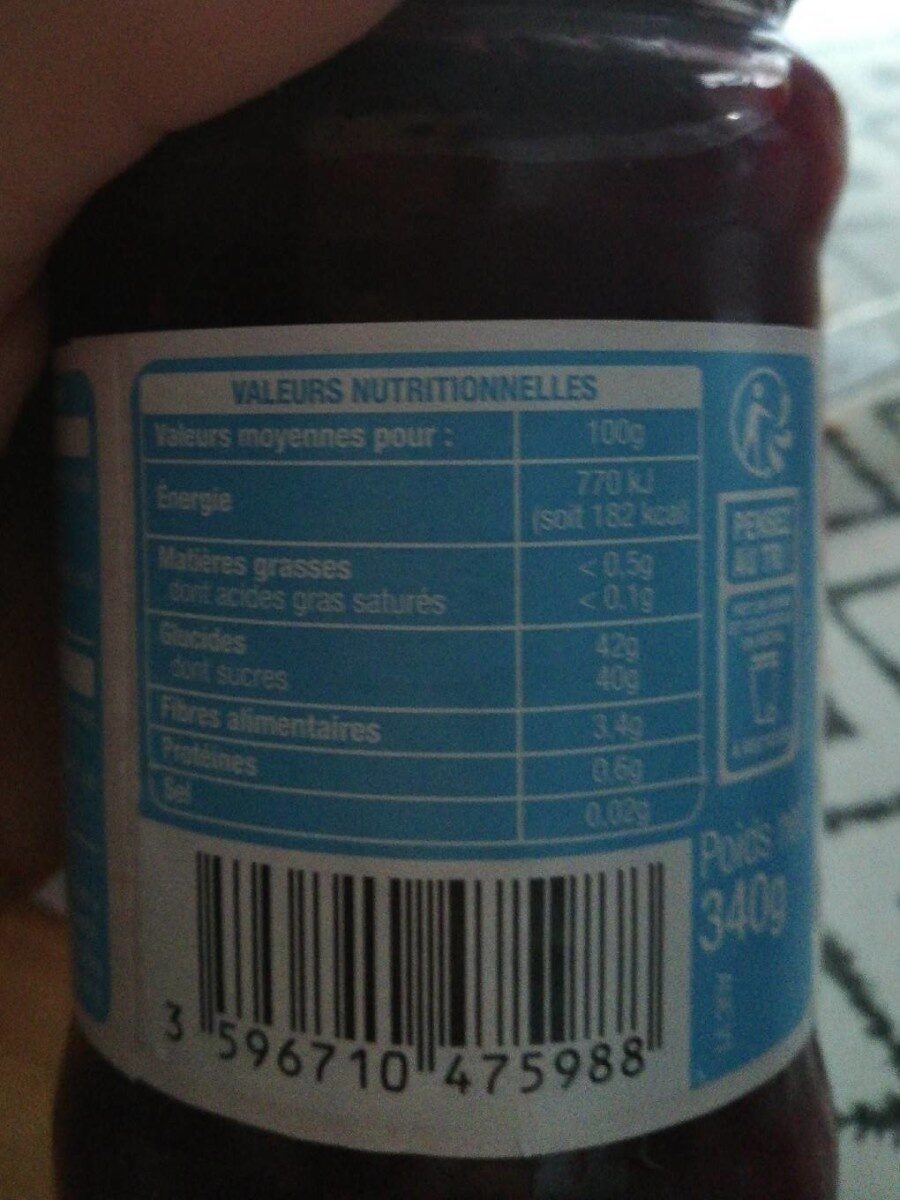 VALEURS NUTRITIONNELLES
Valeurs moyennes pour : 100g
Énergie 770 kJ
(soit 182 kcal)
Matières grasses < 0.5g
dont acides gras saturés < 0.1g
Glucides 42g
dont sucres 40g
Fibres alimentaires 3.4g
Protéines 0.6g
Sel 0.02g
PENSEZ
AU TRI
Poids
340g
3 596710 475988